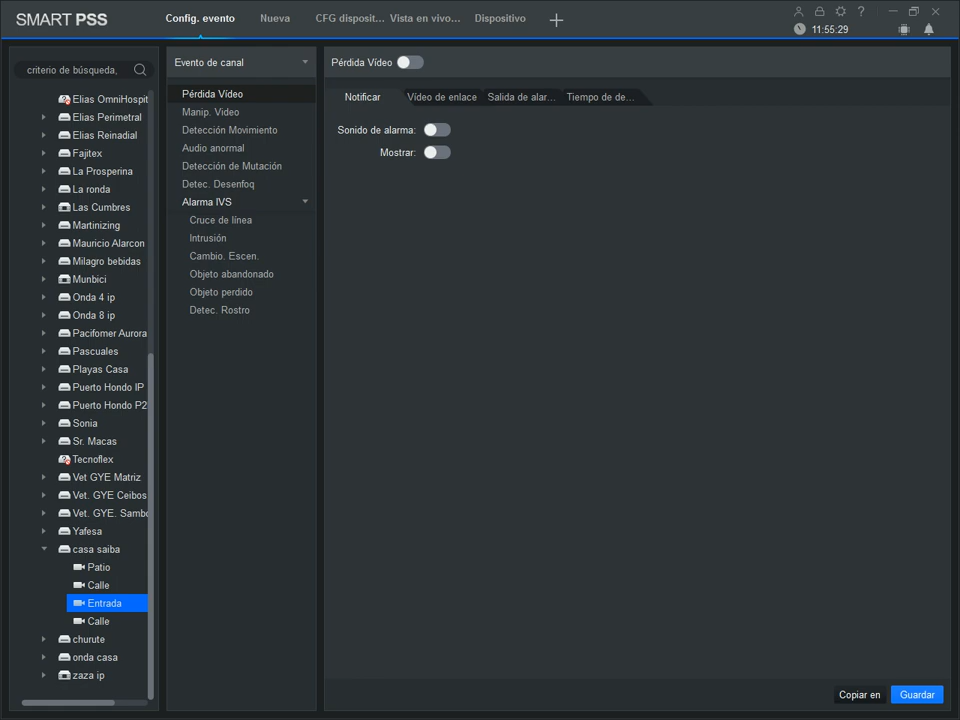 SMART PSS
Config. evento
Nueva
CFG disposit...
Vista en vivo...
Dispositivo
11:55:29
criterio de búsqueda,
Elias OmniHospit
Elias Perimetral
Elias Reinadial
Fajitex
La Prosperina
La ronda
Las Cumbres
Martinizing
Mauricio Alarcon
Milagro bebidas
Munbici
Onda 4 ip
Onda 8 ip
Pacifomer Aurora
Pascuales
Playas Casa
Puerto Hondo IP
Puerto Hondo P2
Sonia
Sr. Macas
Tecnoflex
Vet GYE Matriz
Vet. GYE Ceibos
Vet. GYE. Sambo
Yafesa
casa saiba
Patio
Calle
Entrada
Calle
churute
onda casa
zaza ip
Evento de canal
Pérdida Vídeo
Manip. Video
Detección Movimiento
Audio anormal
Detección de Mutación
Detec. Desenfoq
Alarma IVS
Cruce de línea
Intrusión
Cambio. Escen.
Objeto abandonado
Objeto perdido
Detec. Rostro
Pérdida Vídeo
Notificar
Vídeo de enlace
Salida de alar...
Tiempo de de...
Sonido de alarma:
Mostrar:
Copiar en
Guardar